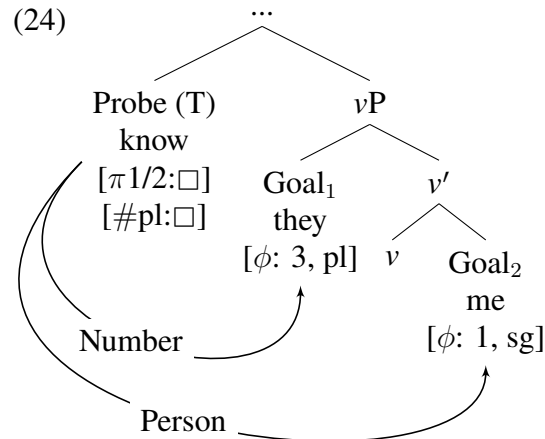 (24)
...
Probe (T)
know
[π1/2:□]
[#pl:□]
vP
Goal₁
they
[ϕ: 3, pl]
v′
v
Goal₂
me
[ϕ: 1, sg]
Number
Person